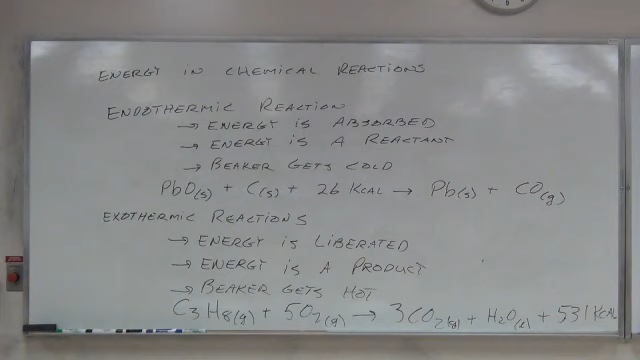 ENERGY IN CHEMICAL REACTIONS
ENDOTHERMIC REACTION
→ ENERGY IS ABSORBED
→ ENERGY IS A REACTANT
→ BEAKER GETS COLD
PbO(s) + C(s) + 26 KCAL → Pb(s) + CO(g)
EXOTHERMIC REACTIONS
→ ENERGY IS LIBERATED
→ ENERGY IS A PRODUCT
→ BEAKER GETS HOT
C3H8(g) + 5O2(g) → 3CO2(g) + H2O(l) + 531 KCAL